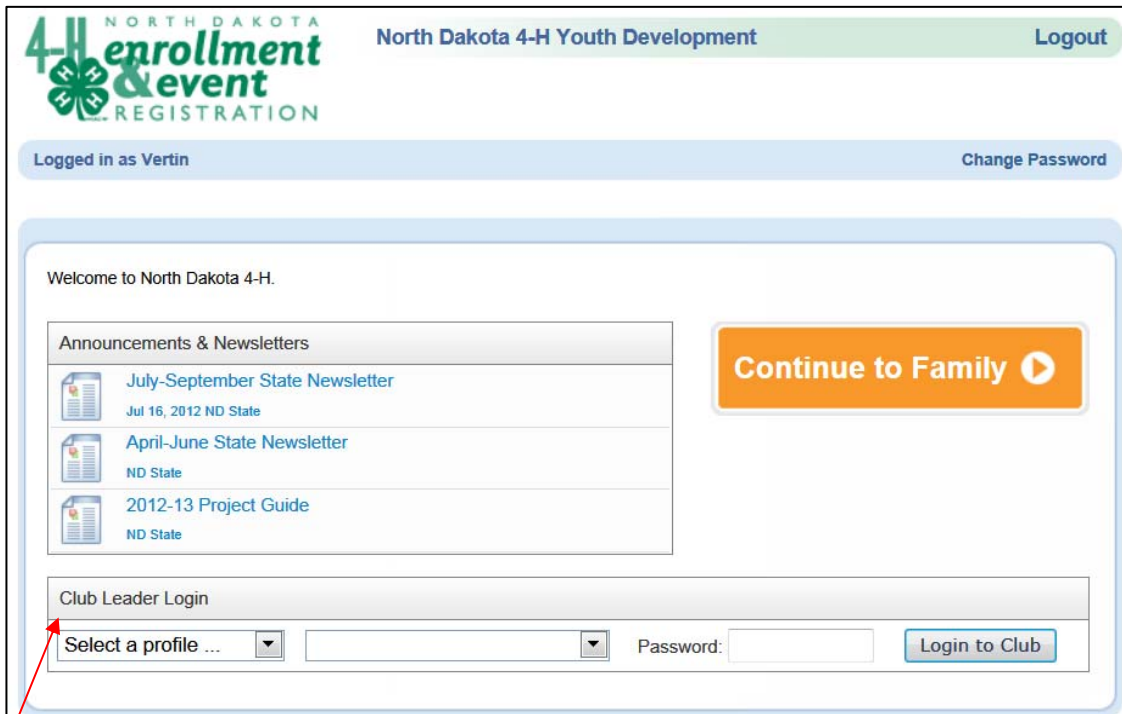 NORTH DAKOTA
4-H enrollment
& event
REGISTRATION
H H H H
North Dakota 4-H Youth Development
Logout
Logged in as Vertin
Change Password
Welcome to North Dakota 4-H.
Announcements & Newsletters
July-September State Newsletter
Jul 16, 2012 ND State
April-June State Newsletter
ND State
2012-13 Project Guide
ND State
Continue to Family
Club Leader Login
Select a profile ... Password: Login to Club